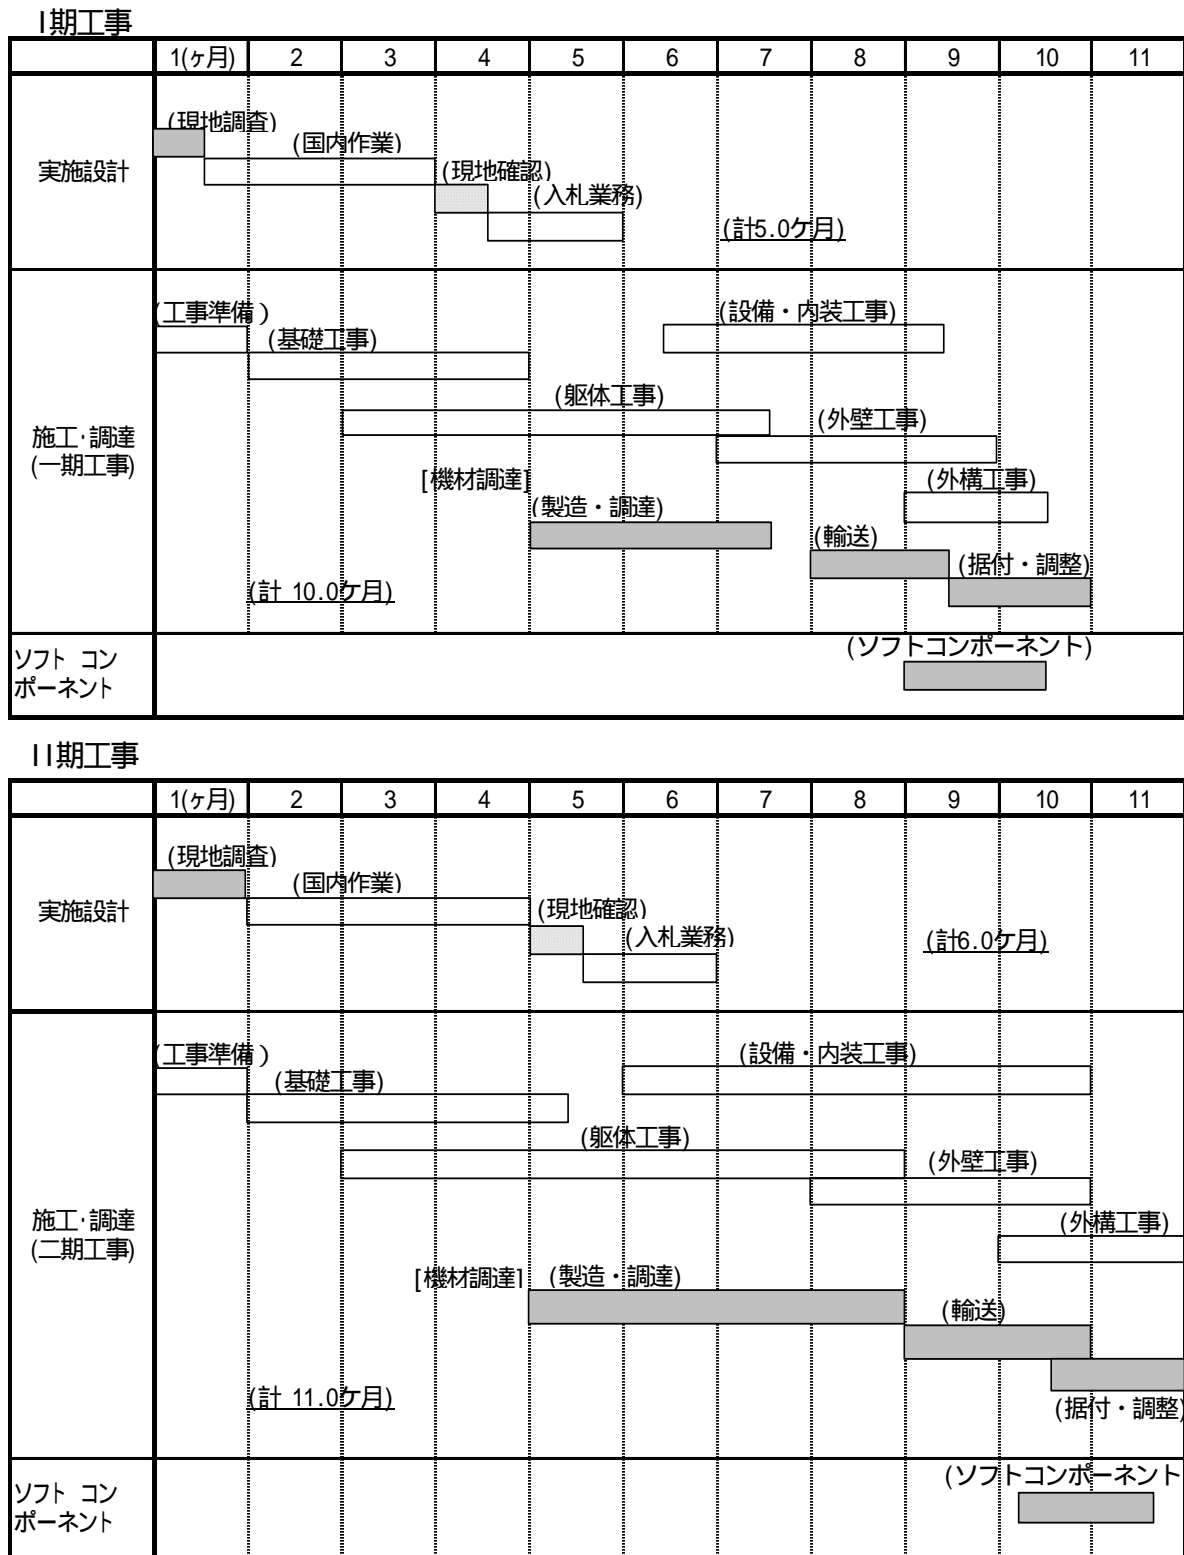 I期工事
1(ヶ月) 2 3 4 5 6 7 8 9 10 11
(現地調査)
(国内作業)
実施設計
(現地確認)
(入札業務)
(計5.0ケ月)
(工事準備)
(設備・内装工事)
(基礎工事)
(躯体工事)
(外壁工事)
施工・調達
(一期工事)
[機材調達]
(外構工事)
(製造・調達)
(輸送)
(据付・調整)
(計 10.0ケ月)
(ソフトコンポーネント)
ソフト コン
ポーネント
II期工事
1(ヶ月) 2 3 4 5 6 7 8 9 10 11
(現地調査)
(国内作業)
実施設計
(現地確認)
(入札業務)
(計6.0ケ月)
(工事準備)
(設備・内装工事)
(基礎工事)
(躯体工事)
(外壁工事)
施工・調達
(二期工事)
(外構工事)
[機材調達]
(製造・調達)
(輸送)
(計 11.0ケ月)
(据付・調整)
(ソフトコンポーネント
ソフト コン
ポーネント